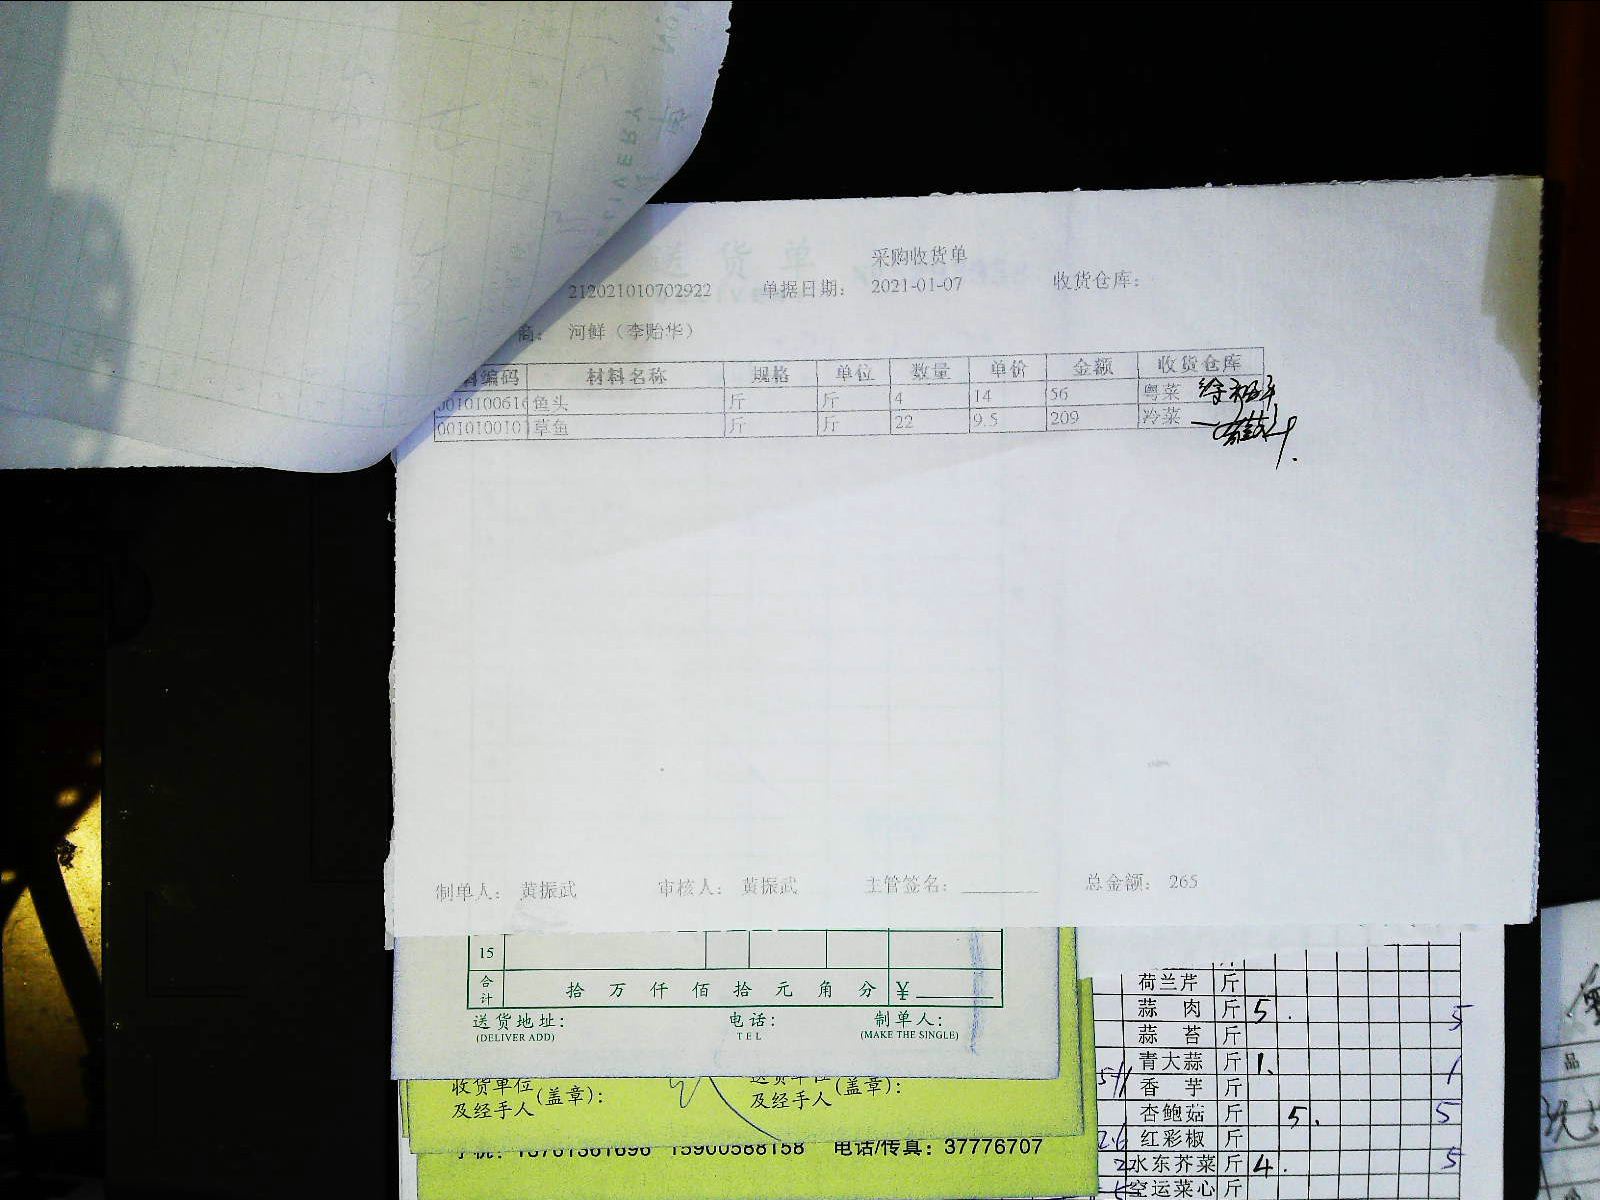 采购收货单
212021010702922 单据日期： 2021-01-07 收货仓库：
商： 河鲜（李贻华）
编码 材料名称 规格 单位 数量 单价 金额 收货仓库
0010100616 鱼头 斤 斤 4 14 56 粤菜
001010010 草鱼 斤 斤 22 9.5 209 冷菜
制单人： 黄振武 审核人： 黄振武 主管签名： 总金额： 265
15
合计 拾 万 仟 佰 拾 元 角 分 ¥
送货地址： 电话： 制单人：
(DELIVER ADD) TEL (MAKE THE SINGLE)
收货单位及经手人 (盖章)： 送货单位及经手人 (盖章)：
15900588158 电话/传真：37776707
荷兰芹 斤
蒜肉 斤 5. 5
蒜苔 斤
青大蒜 斤 1. 1
香芋 斤
杏鲍菇 斤 5. 5
红彩椒 斤
水东芥菜 斤 4. 5
空运菜心 斤
品